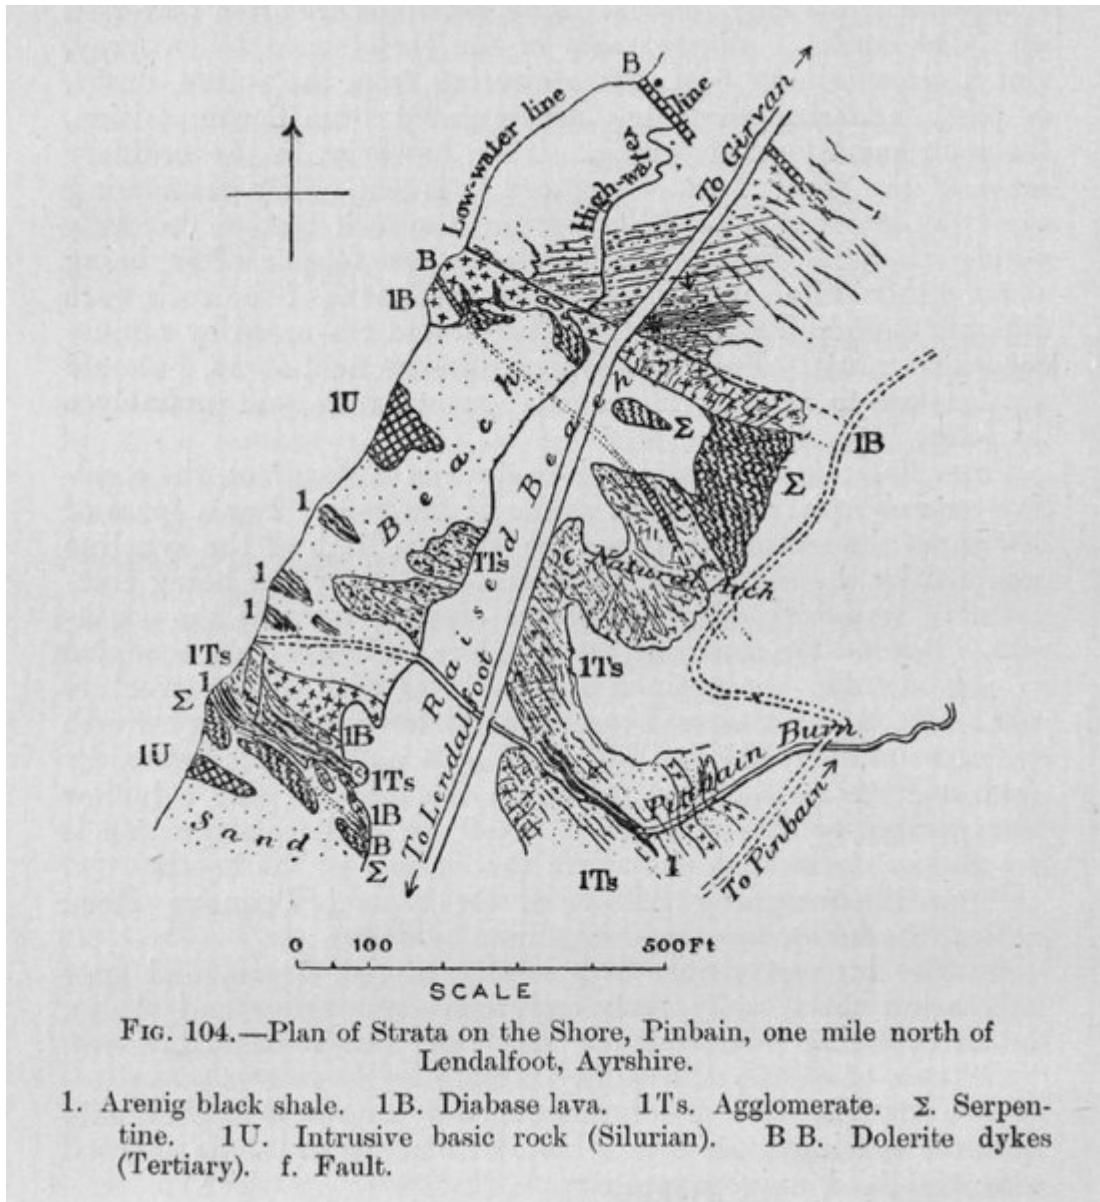 B
Low-water line
High-water line
To Girvan
B
1B
1U
Beach
Raised Beach
Σ
1B
Σ
1
1Ts
Natural Arch
1
1
1Ts
1Ts
1
Σ
1B
1U
1Ts
Pinbain Burn
Sand
1B
B
Σ
To Lendalfoot
1Ts
1
To Pinbain
0 100 500 Ft
SCALE
FIG. 104.—Plan of Strata on the Shore, Pinbain, one mile north of
Lendalfoot, Ayrshire.
1. Arenig black shale. 1B. Diabase lava. 1Ts. Agglomerate. Σ. Serpen-
tine. 1U. Intrusive basic rock (Silurian). B B. Dolerite dykes
(Tertiary). f. Fault.